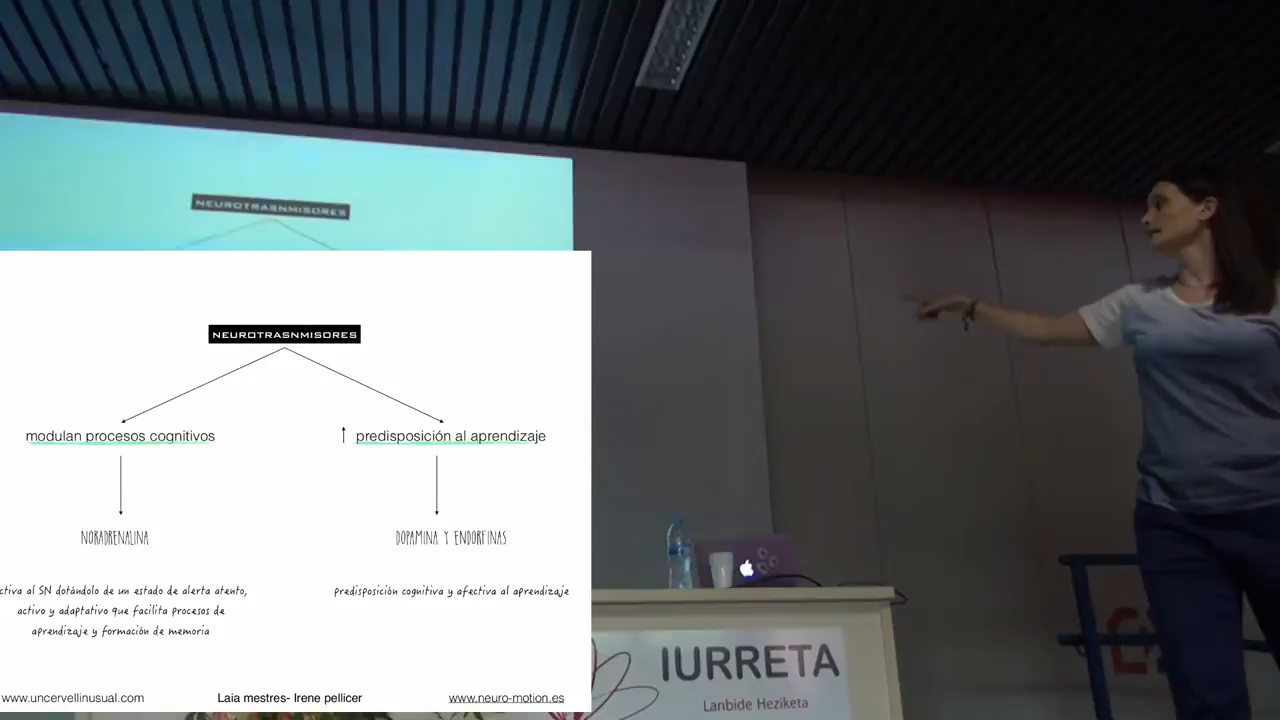 NEUROTRASNMISORES
NEUROTRASNMISORES
modulan procesos cognitivos
predisposición al aprendizaje
NORADRENALINA
DOPAMINA Y ENDORFINAS
ctiva al SN dotándolo de un estado de alerta atento,
activo y adaptativo que facilita procesos de
aprendizaje y formación de memoria
predisposición cognitiva y afectiva al aprendizaje
www.uncervellinusual.com
Laia mestres- Irene pellicer
www.neuro-motion.es
IURRETA
Lanbide Heziketa